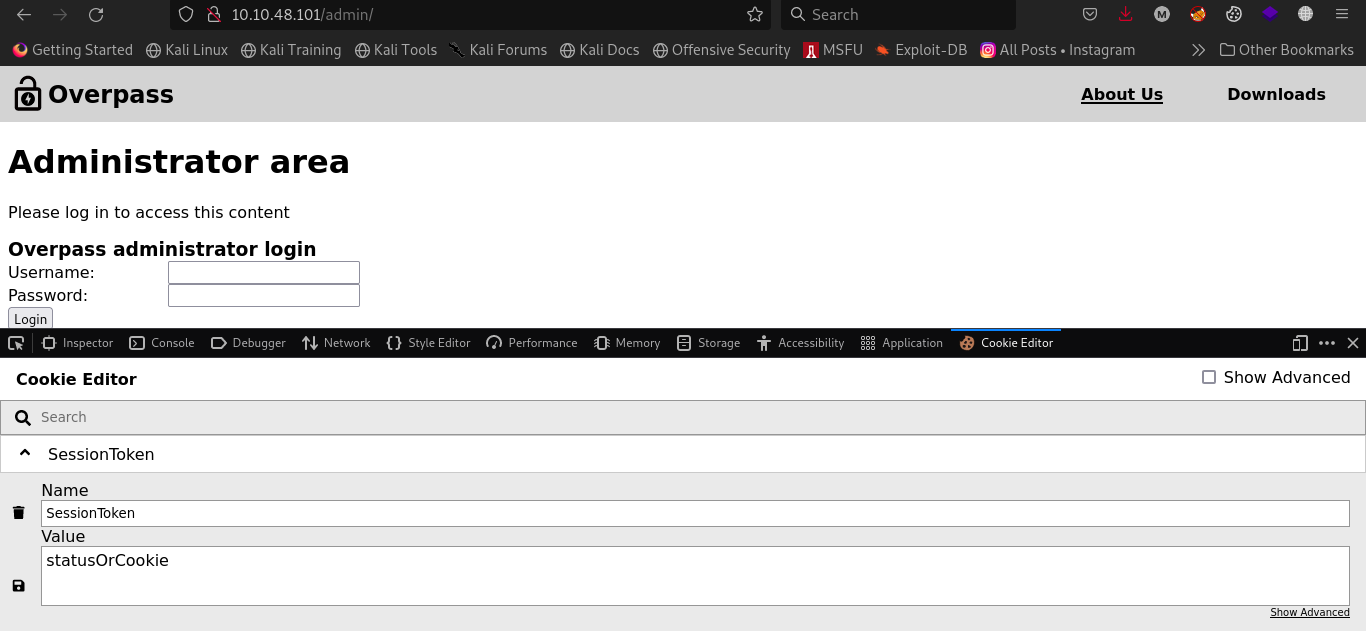 10.10.48.101/admin/
Search
Getting Started Kali Linux Kali Training Kali Tools Kali Forums Kali Docs Offensive Security MSFU Exploit-DB All Posts • Instagram Other Bookmarks
Overpass About Us Downloads
Administrator area
Please log in to access this content
Overpass administrator login
Username:
Password:
Login
Inspector Console Debugger Network Style Editor Performance Memory Storage Accessibility Application Cookie Editor
Cookie Editor Show Advanced
Search
SessionToken
Name
SessionToken
Value
statusOrCookie
Show Advanced